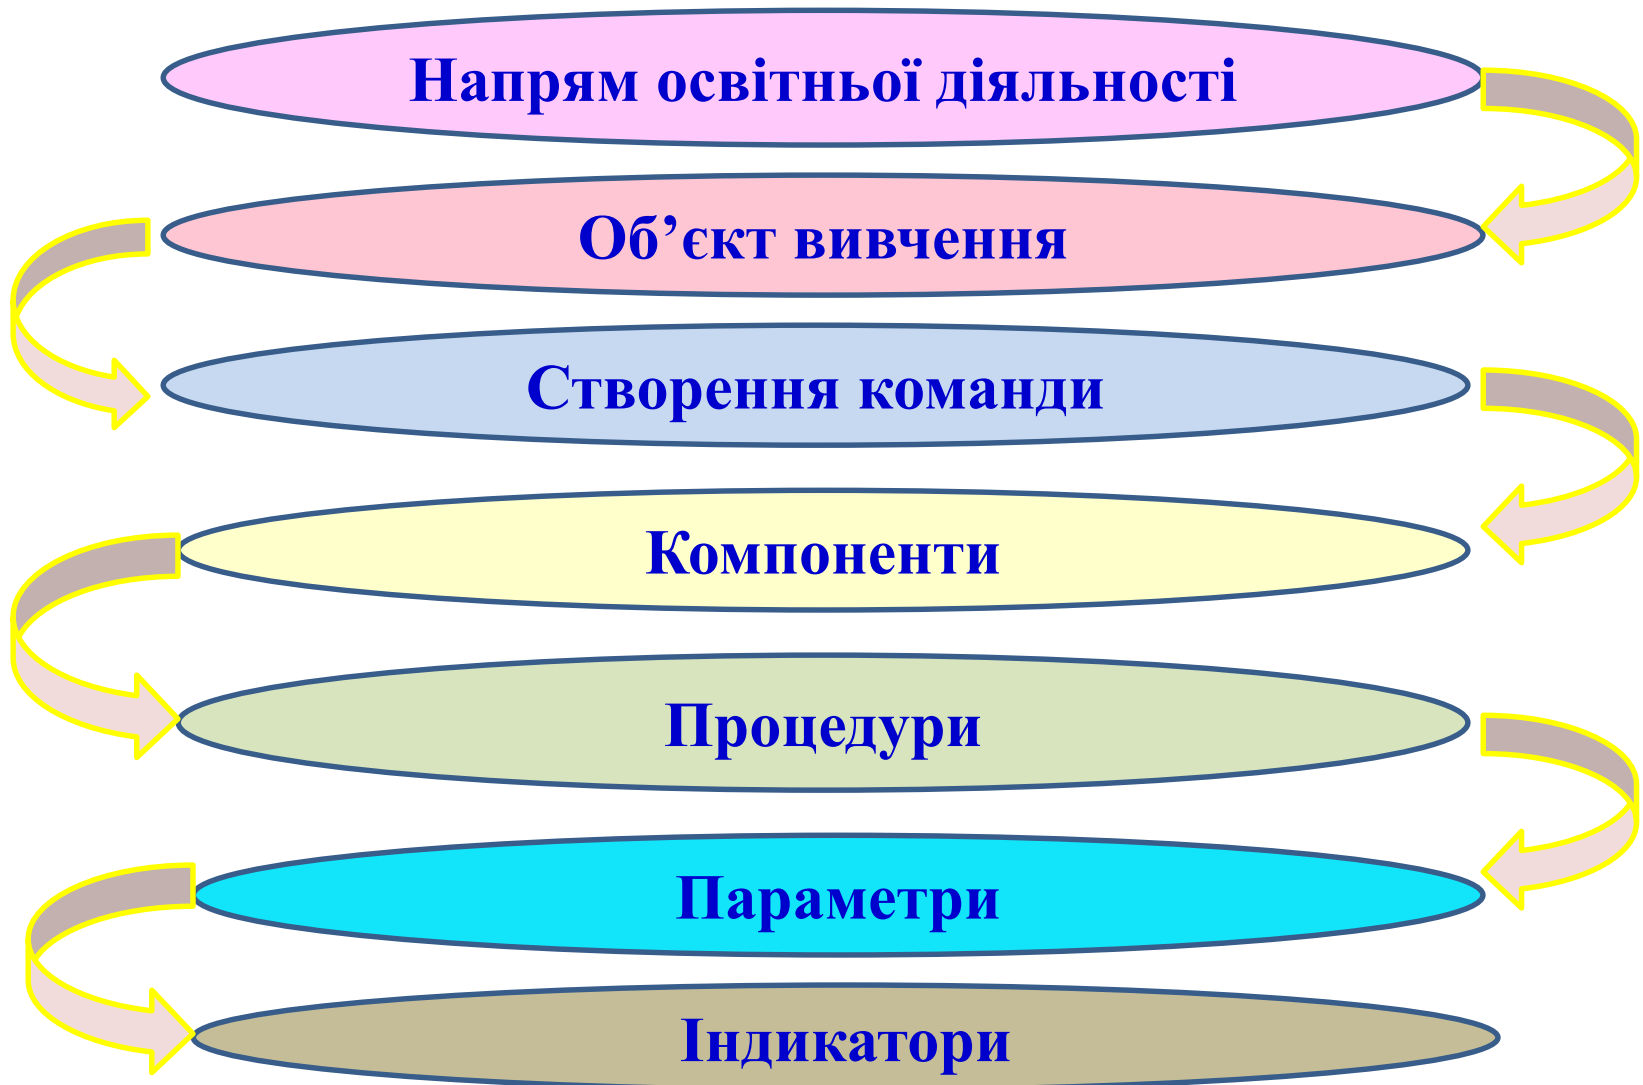 Напрям освітньої діяльності
Об’єкт вивчення
Створення команди
Компоненти
Процедури
Параметри
Індикатори